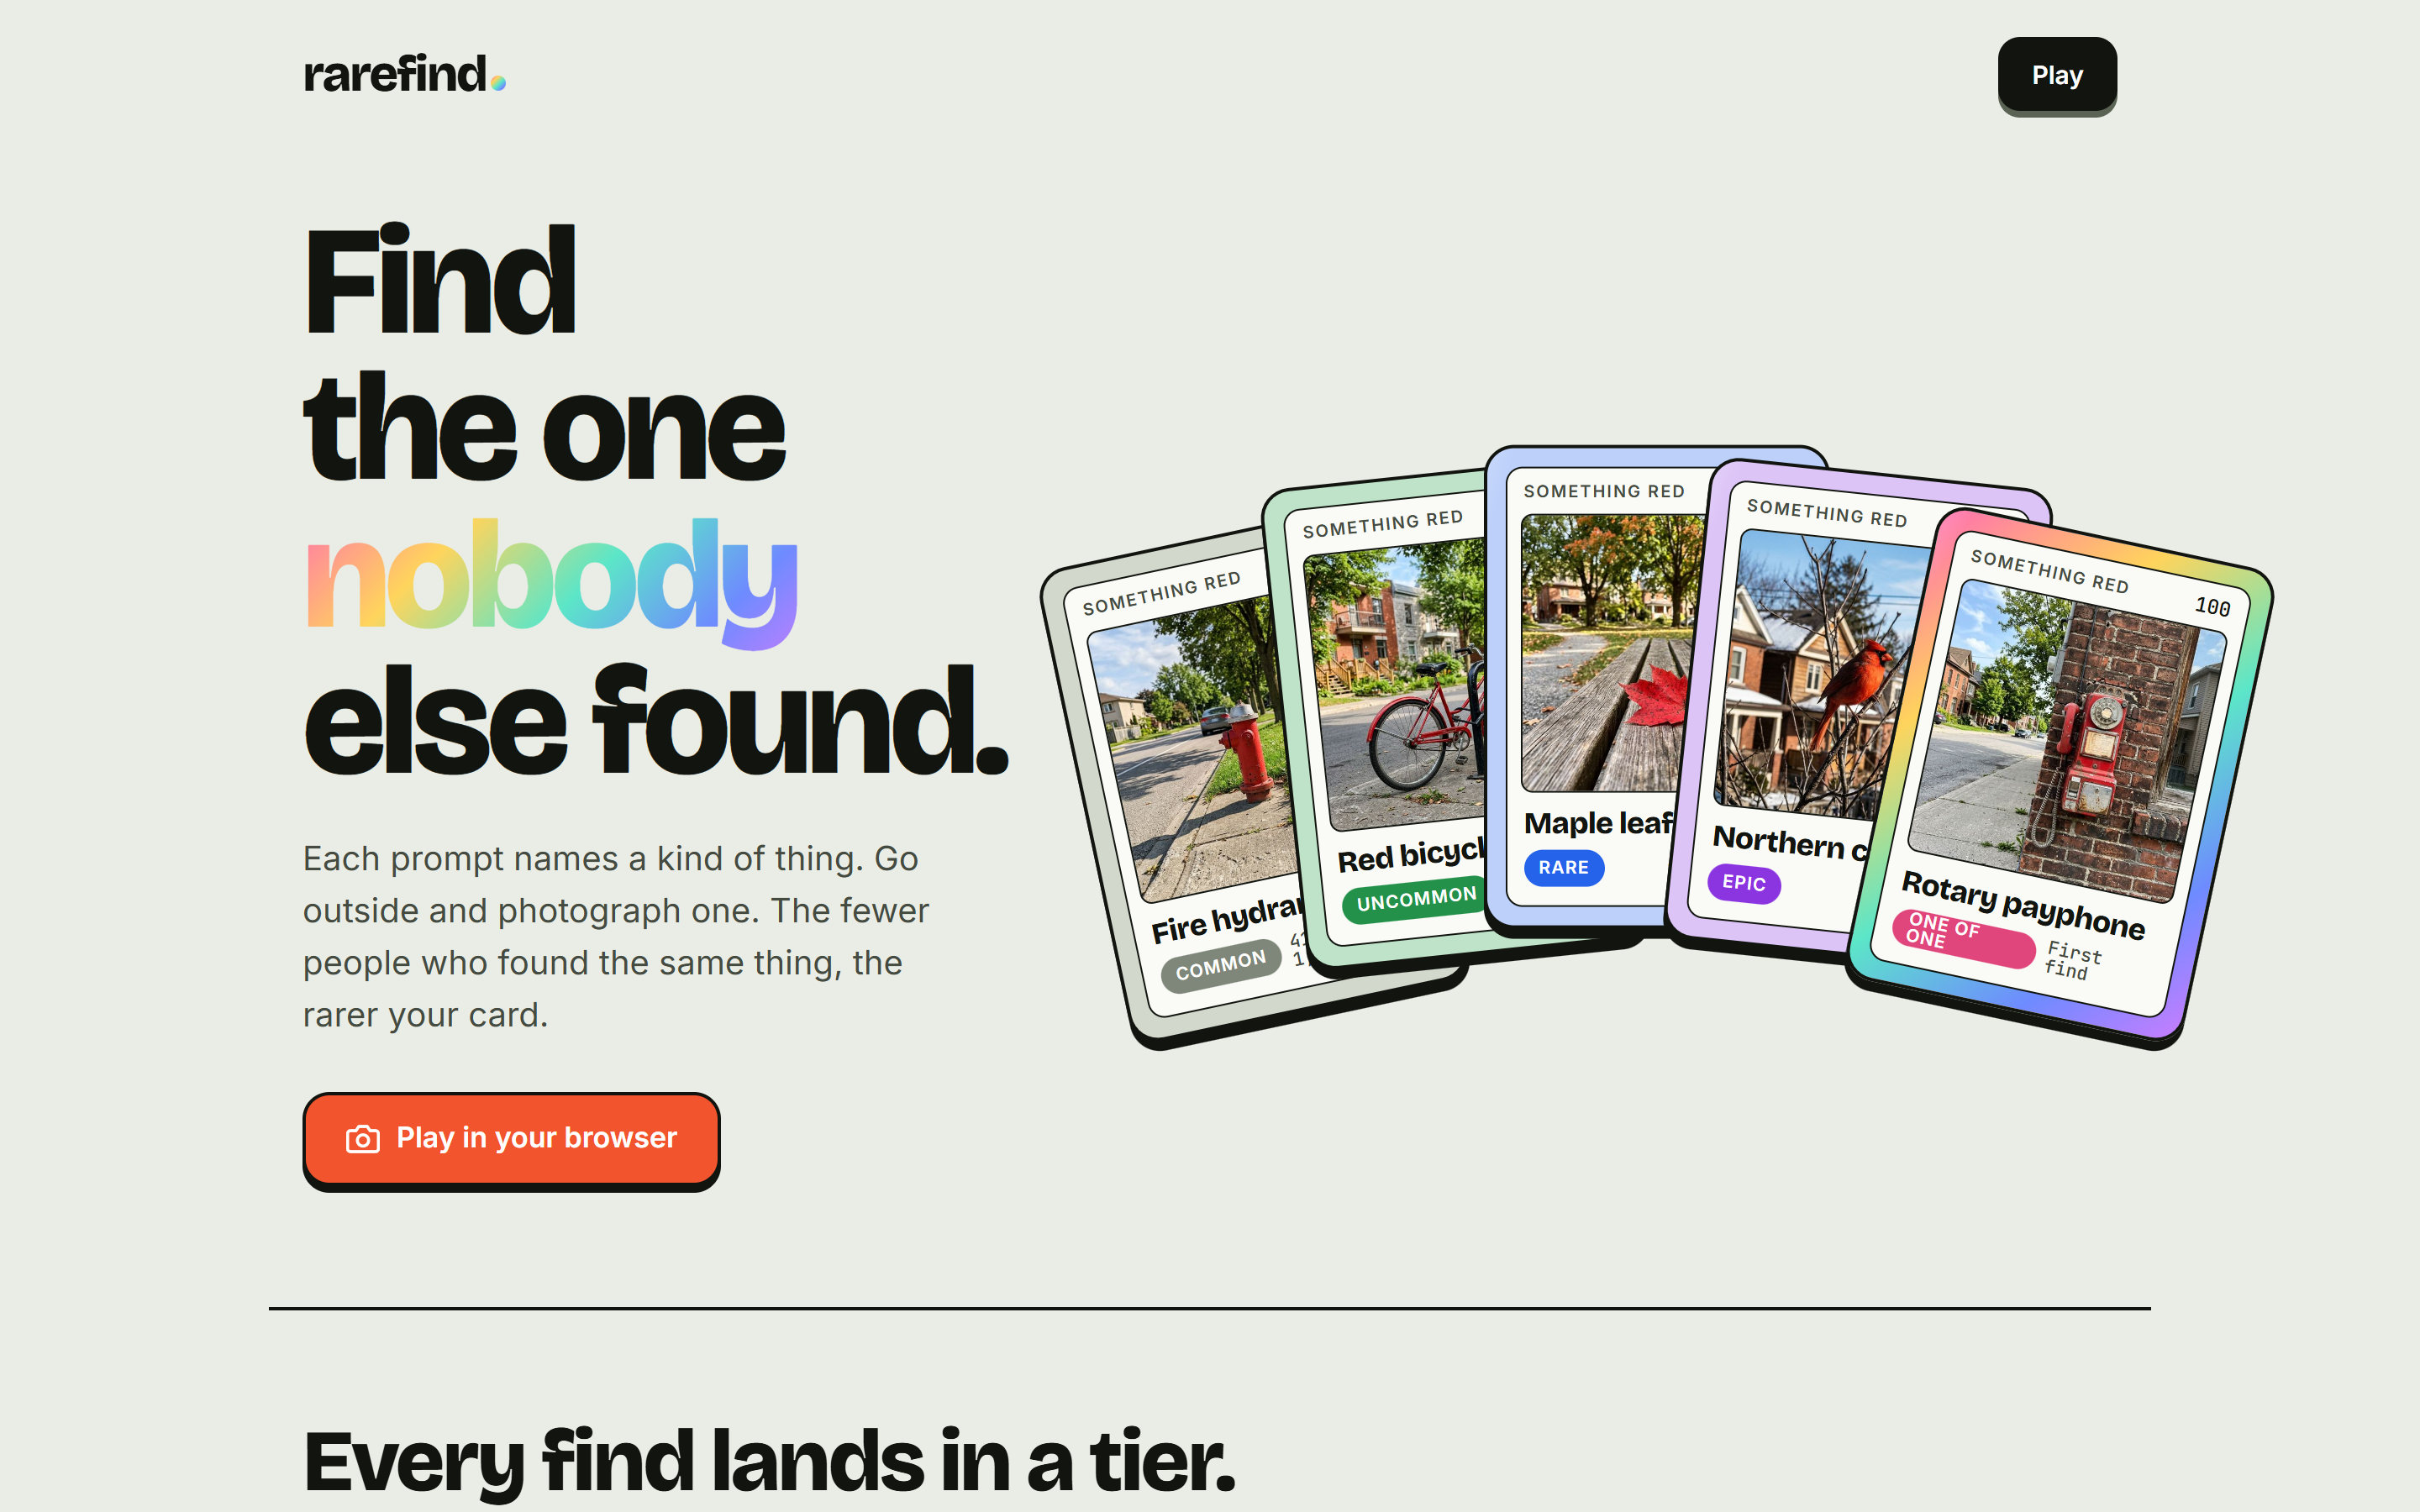 rarefind.
Play
Find
the one
nobody
else found.
Each prompt names a kind of thing. Go
outside and photograph one. The fewer
people who found the same thing, the
rarer your card.
Play in your browser
SOMETHING RED
COMMON
SOMETHING RED
Red
UNCOMMON
SOMETHING RED
Maple leaf
RARE
SOMETHING RED
Northern
EPIC
SOMETHING RED
100
Rotary payphone
ONE OF
ONE
First
find
Fire
Every find lands in a tier.